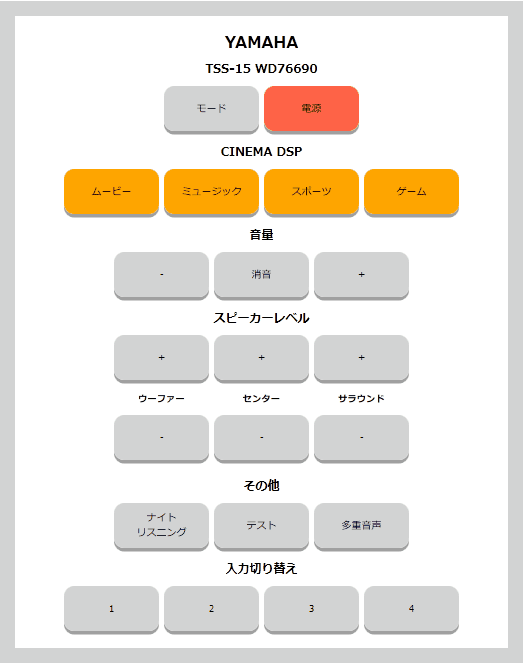 YAMAHA
TSS-15 WD76690
モード 電源
CINEMA DSP
ムービー ミュージック スポーツ ゲーム
音量
- 消音 +
スピーカーレベル
+ + +
ウーファー センター サラウンド
- - -
その他
ナイト
リスニング テスト 多重音声
入力切り替え
1 2 3 4